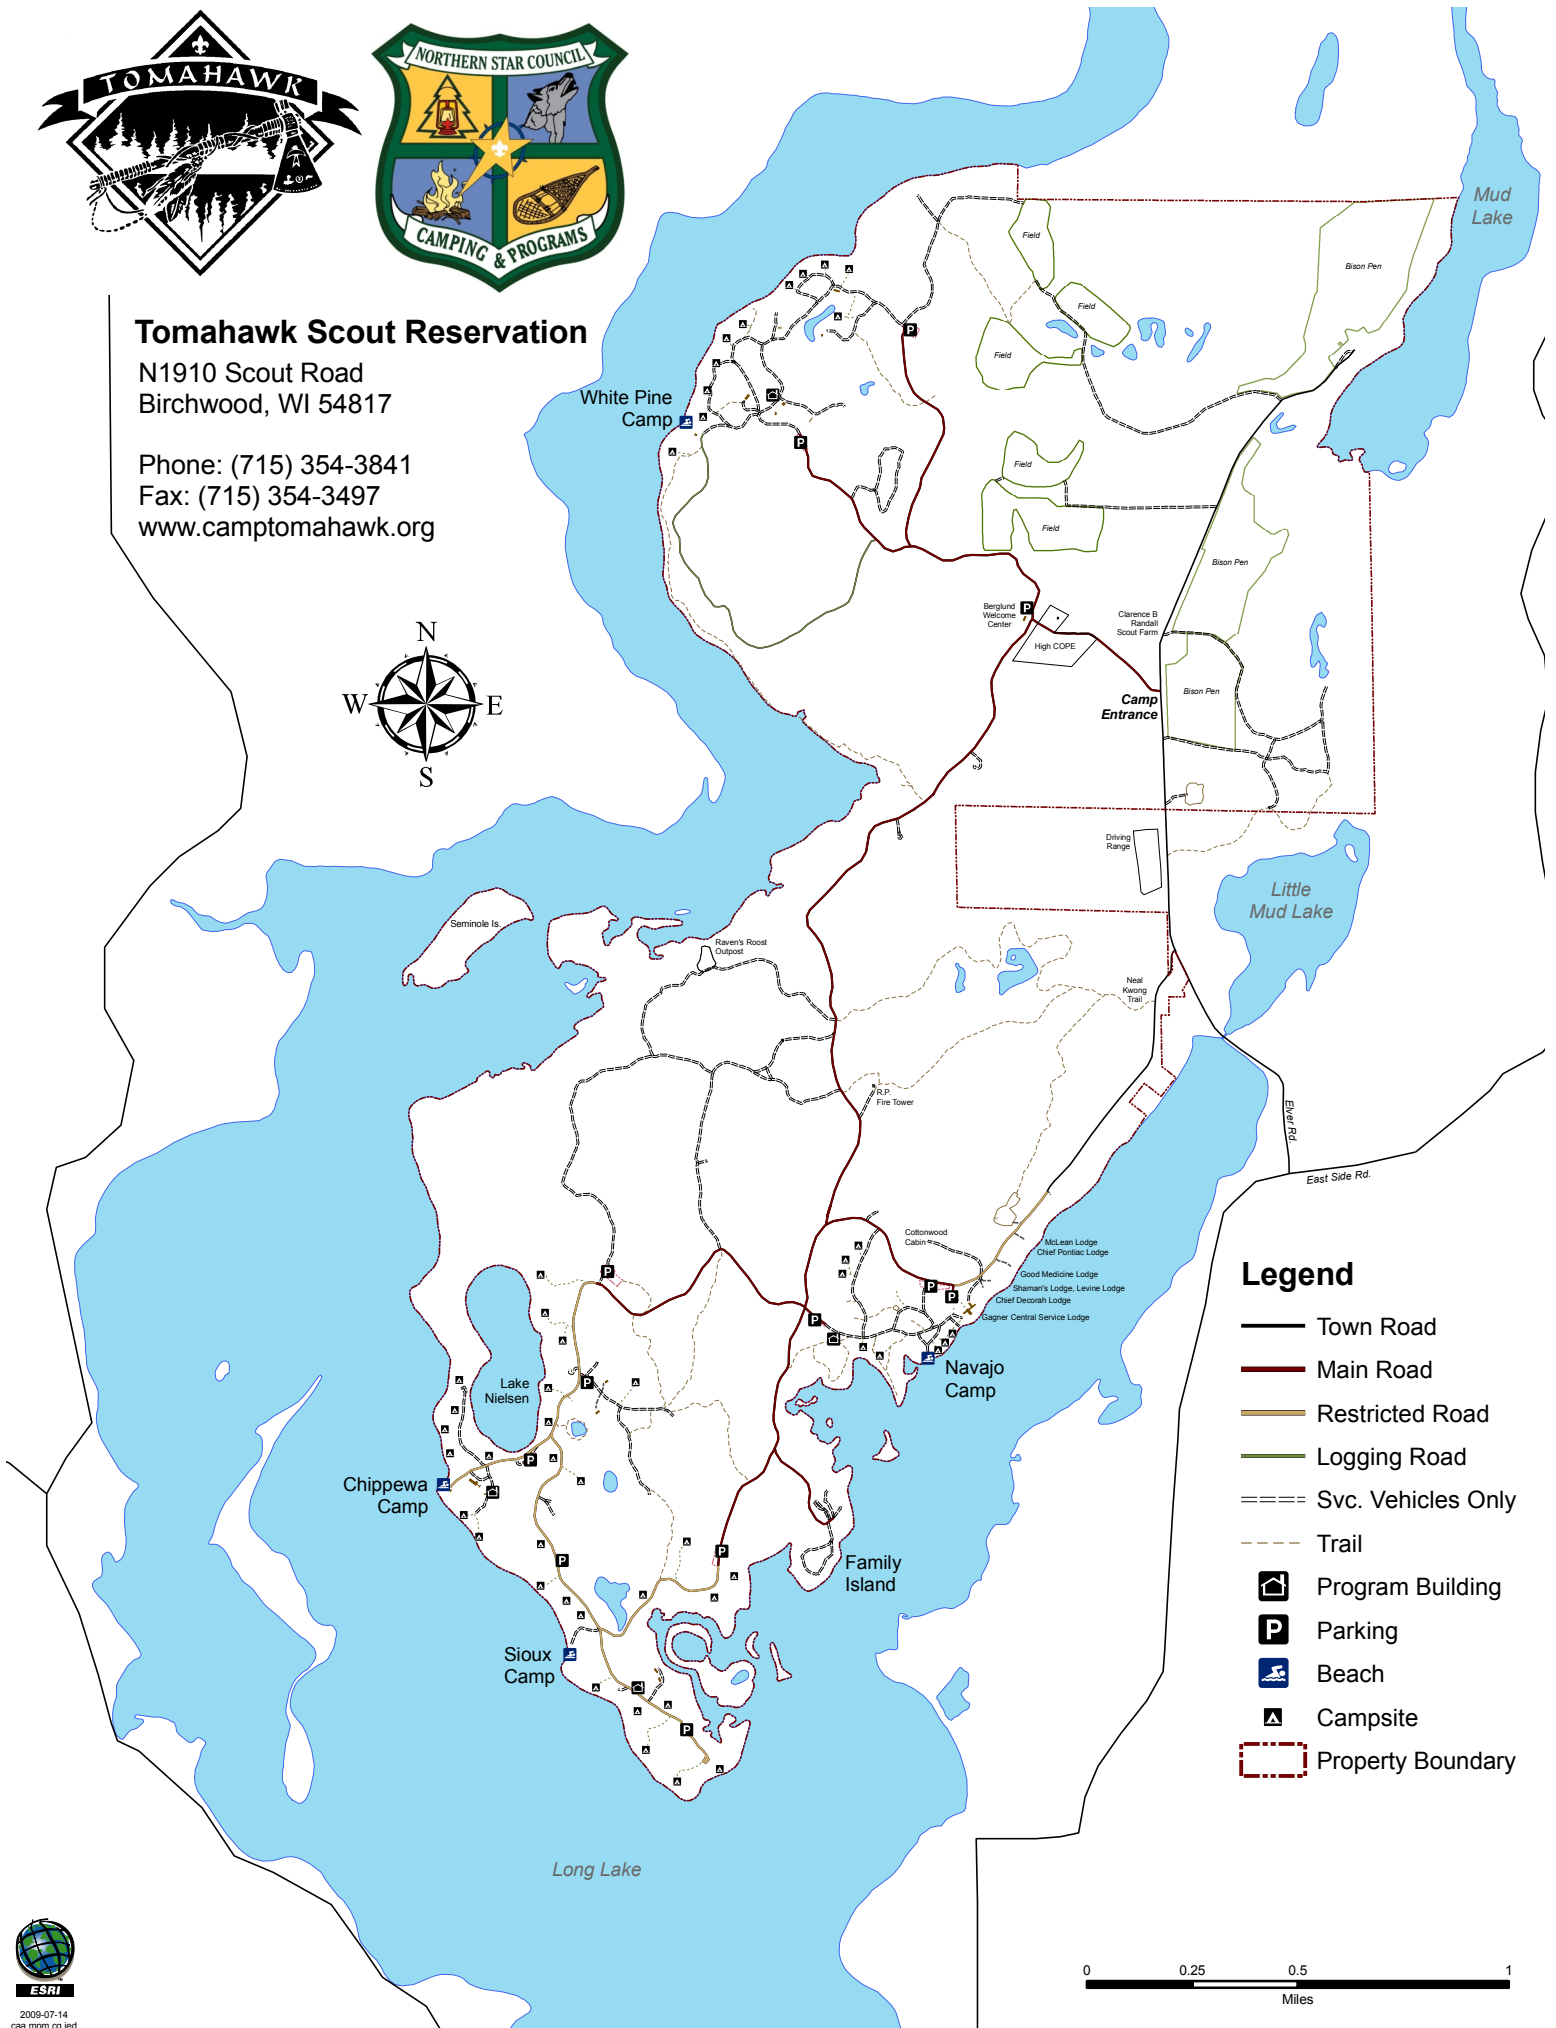 TOMAHAWK
NORTHERN STAR COUNCIL
CAMPING & PROGRAMS
Tomahawk Scout Reservation
N1910 Scout Road
Birchwood, WI 54817
Phone: (715) 354-3841
Fax: (715) 354-3497
www.camptomahawk.org
N
W
E
S
Mud
Lake
Field
Bison Pen
Field
Field
White Pine
Camp
P
P
Field
Field
Bison Pen
Berglund
Welcome
Center
P
Clarence B
Randall
Scout Farm
High COPE
Bison Pen
Camp
Entrance
Driving
Range
Little
Mud Lake
Seminole Is.
Raven's Roost
Outpost
Neal
Kwong
Trail
R.P.
Fire Tower
Elver Rd.
East Side Rd.
Cottonwood
Cabin
McLean Lodge
Chief Pontiac Lodge
Good Medicine Lodge
Shaman's Lodge, Levine Lodge
Chief Decorah Lodge
Gagner Central Service Lodge
P
P
P
P
Navajo
Camp
Lake
Nielsen
P
P
Chippewa
Camp
P
P
Family
Island
Sioux
Camp
P
Long Lake
Legend
Town Road
Main Road
Restricted Road
Logging Road
Svc. Vehicles Only
Trail
Program Building
P Parking
Beach
Campsite
Property Boundary
0 0.25 0.5 1
Miles
ESRI
2009-07-14
caa mpm cg jed